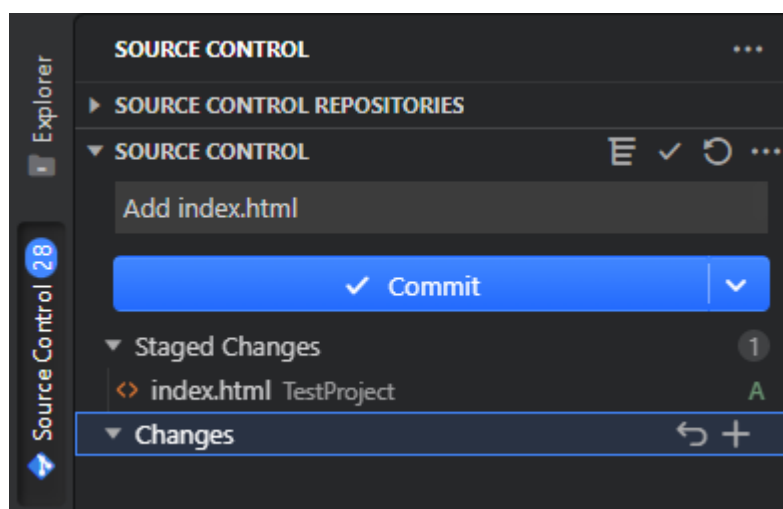 Explorer
Source Control 28
SOURCE CONTROL
SOURCE CONTROL REPOSITORIES
SOURCE CONTROL
Add index.html
Commit
Staged Changes 1
index.html TestProject A
Changes